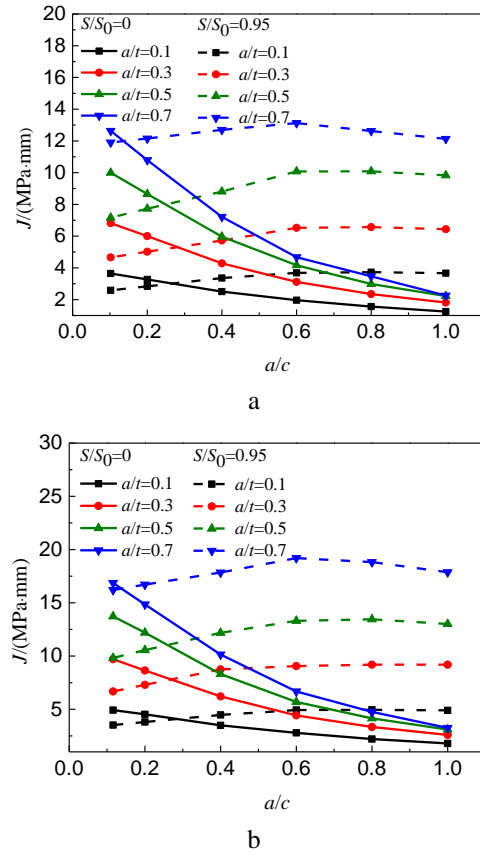 S/S0=0 S/S0=0.95
a/t=0.1 a/t=0.1
a/t=0.3 a/t=0.3
a/t=0.5 a/t=0.5
a/t=0.7 a/t=0.7
J/(MPa·mm)
20
18
16
14
12
10
8
6
4
2
0.0 0.2 0.4 0.6 0.8 1.0
a/c
a
S/S0=0 S/S0=0.95
a/t=0.1 a/t=0.1
a/t=0.3 a/t=0.3
a/t=0.5 a/t=0.5
a/t=0.7 a/t=0.7
J/(MPa·mm)
30
25
20
15
10
5
0.0 0.2 0.4 0.6 0.8 1.0
a/c
b